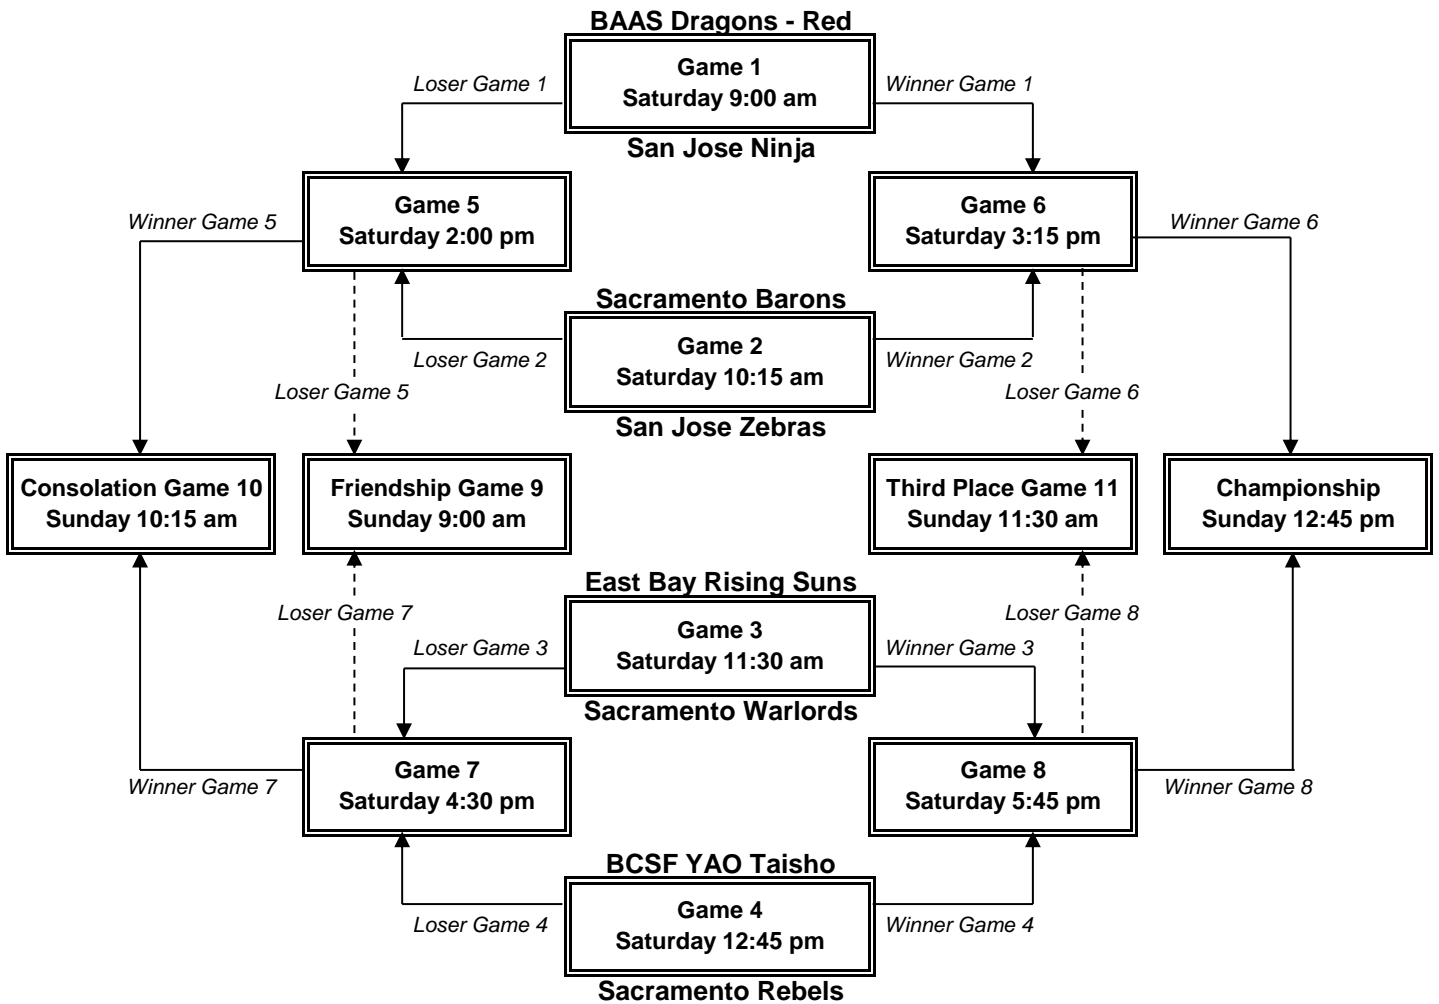 BAAS Dragons - Red
Game 1
Saturday 9:00 am
San Jose Ninja
Loser Game 1
Winner Game 1
Game 5
Saturday 2:00 pm
Game 6
Saturday 3:15 pm
Winner Game 5
Winner Game 6
Sacramento Barons
Game 2
Saturday 10:15 am
San Jose Zebras
Loser Game 2
Winner Game 2
Loser Game 5
Loser Game 6
Consolation Game 10
Sunday 10:15 am
Friendship Game 9
Sunday 9:00 am
Third Place Game 11
Sunday 11:30 am
Championship
Sunday 12:45 pm
East Bay Rising Suns
Game 3
Saturday 11:30 am
Sacramento Warlords
Loser Game 7
Loser Game 8
Loser Game 3
Winner Game 3
Game 7
Saturday 4:30 pm
Game 8
Saturday 5:45 pm
Winner Game 7
Winner Game 8
BCSF YAO Taisho
Game 4
Saturday 12:45 pm
Sacramento Rebels
Loser Game 4
Winner Game 4